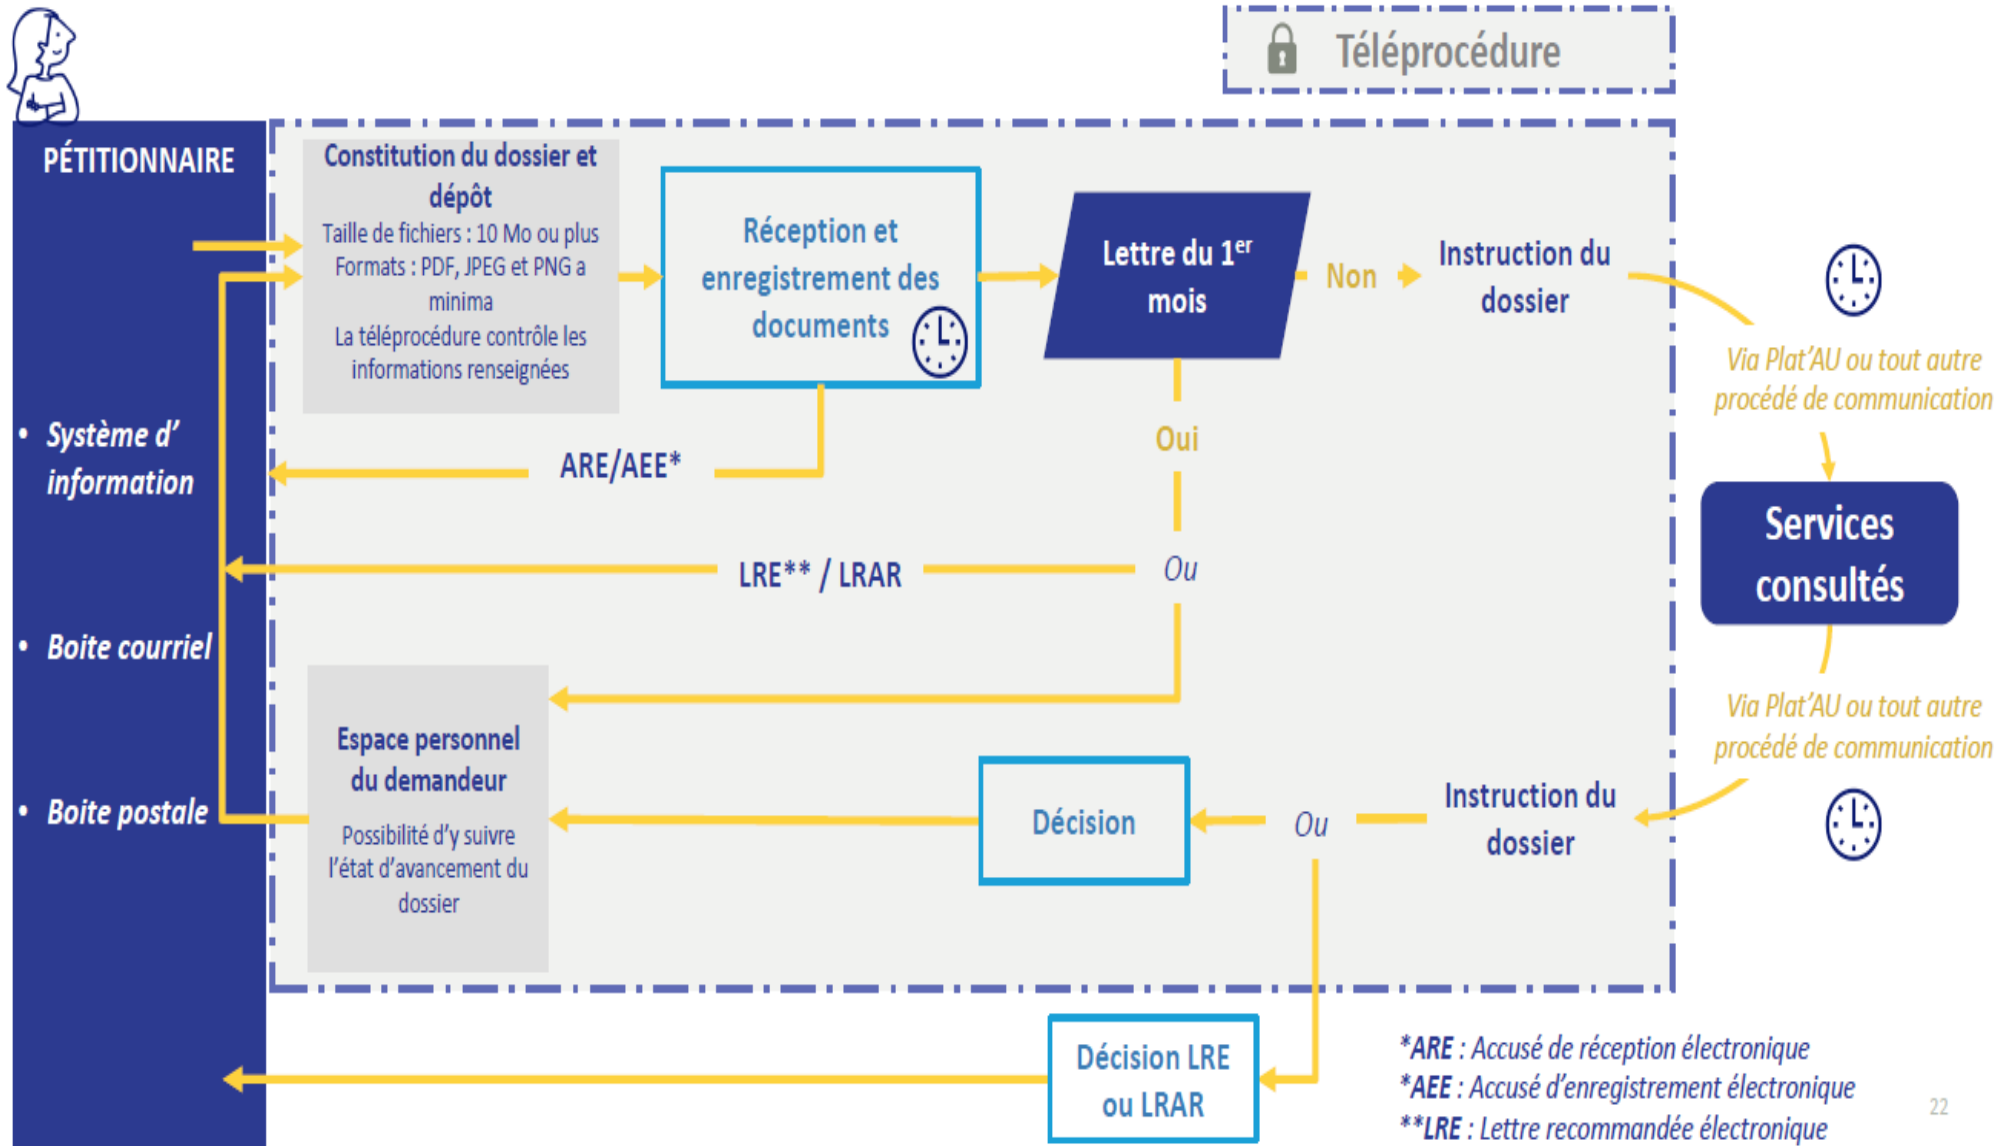 Téléprocédure
PÉTITIONNAIRE
• Système d'
information
• Boite courriel
• Boite postale
Constitution du dossier et
dépôt
Taille de fichiers : 10 Mo ou plus
Formats : PDF, JPEG et PNG a
minima
La téléprocédure contrôle les
informations renseignées
Réception et
enregistrement des
documents
Lettre du 1er
mois
Non
Instruction du
dossier
Via Plat'AU ou tout autre
procédé de communication
Oui
ARE/AEE*
Services
consultés
LRE** / LRAR
Ou
Via Plat'AU ou tout autre
procédé de communication
Espace personnel
du demandeur
Possibilité d'y suivre
l'état d'avancement du
dossier
Décision
Ou
Instruction du
dossier
Décision LRE
ou LRAR
*ARE : Accusé de réception électronique
*AEE : Accusé d'enregistrement électronique
**LRE : Lettre recommandée électronique
22